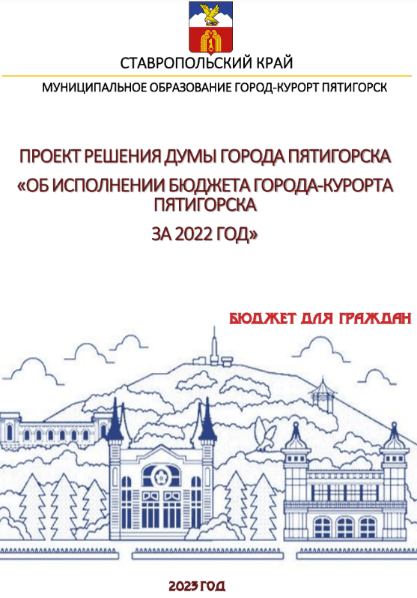 СТАВРОПОЛЬСКИЙ КРАЙ
МУНИЦИПАЛЬНОЕ ОБРАЗОВАНИЕ ГОРОД-КУРОРТ ПЯТИГОРСК
ПРОЕКТ РЕШЕНИЯ ДУМЫ ГОРОДА ПЯТИГОРСКА
«ОБ ИСПОЛНЕНИИ БЮДЖЕТА ГОРОДА-КУРОРТА
ПЯТИГОРСКА
ЗА 2022 ГОД»
БЮДЖЕТ ДЛЯ ГРАЖДАН
2023 ГОД